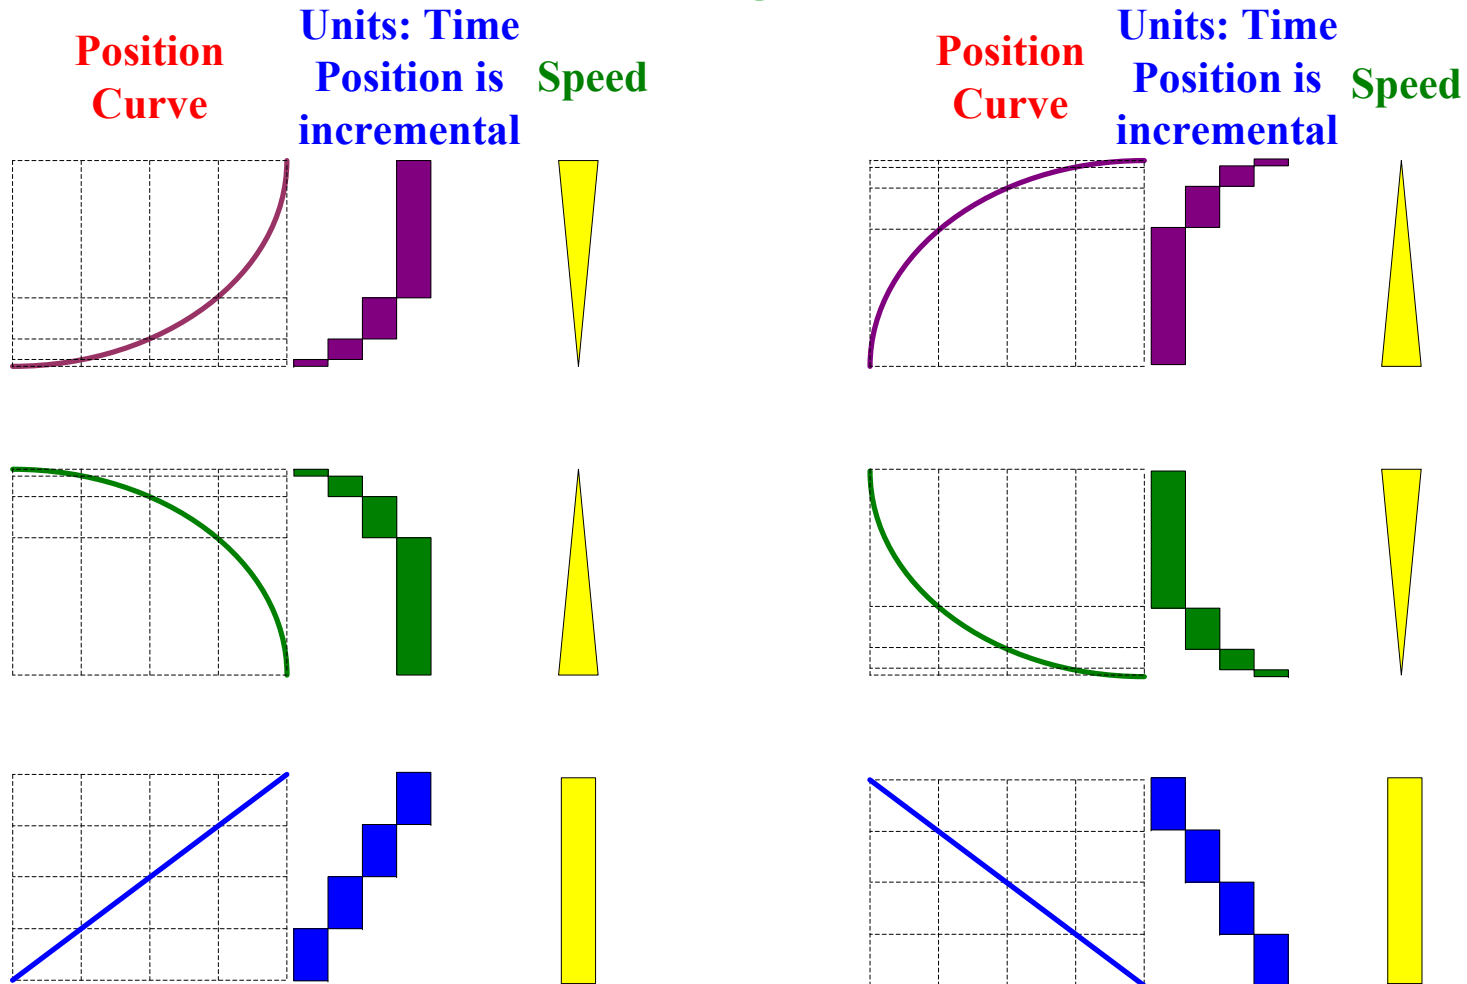 Position
Curve
Units: Time
Position is
incremental
Speed
Position
Curve
Units: Time
Position is
incremental
Speed